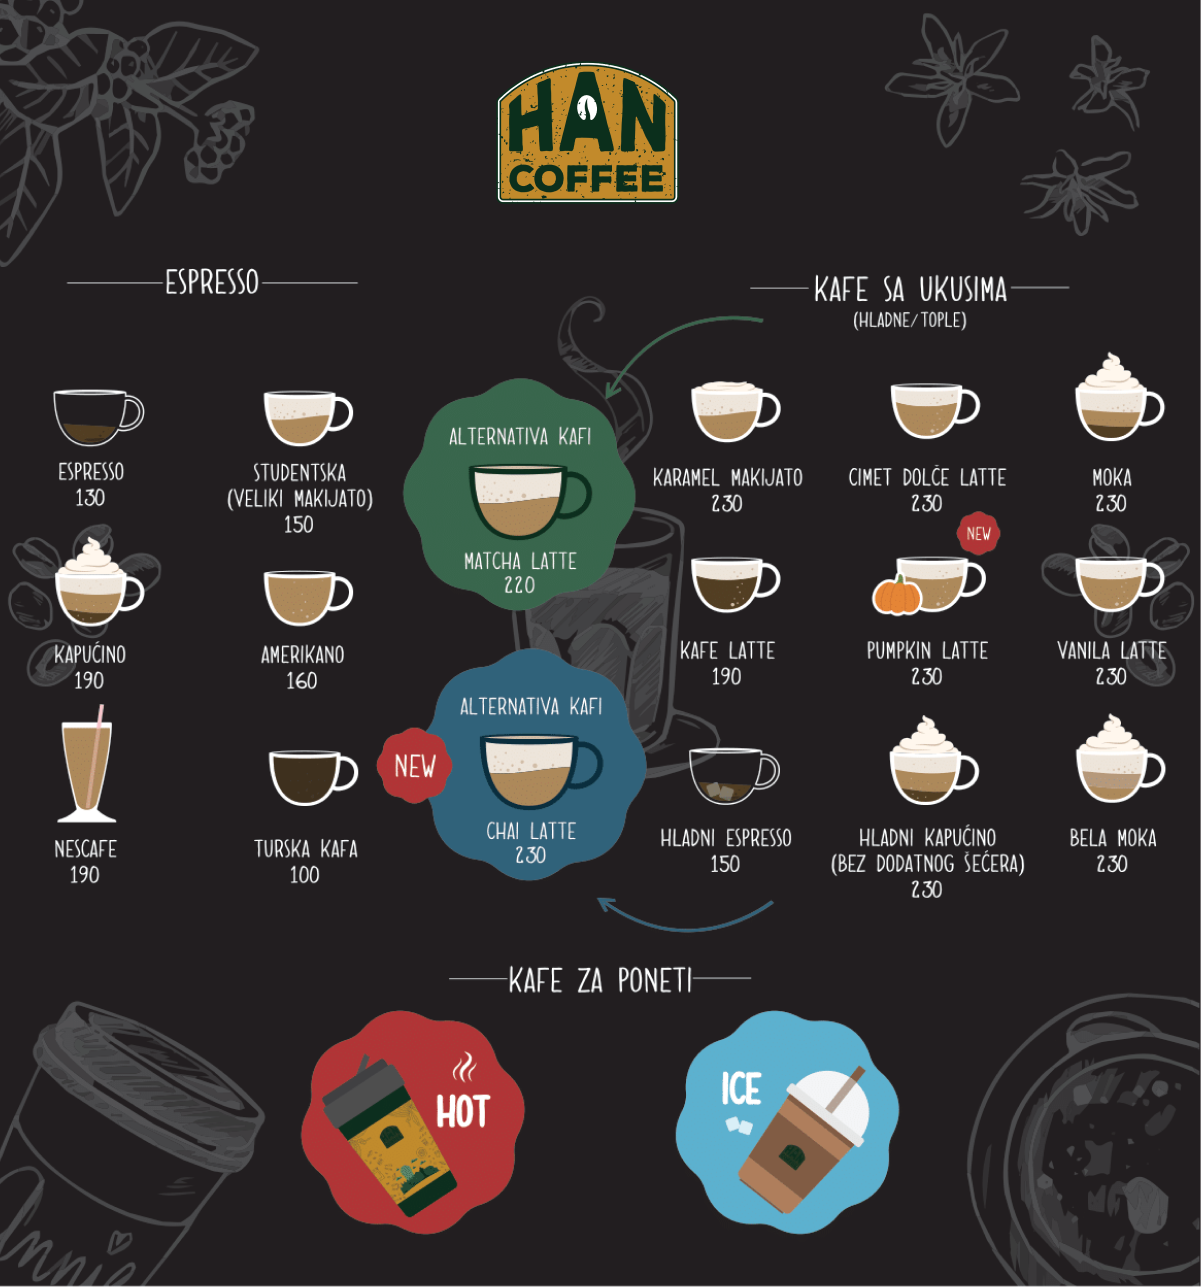 HAN
COFFEE
ESPRESSO
ESPRESSO
130
STUDENTSKA
(VELIKI MAKIJATO)
150
KAPUĆINO
190
AMERIKANO
160
NESCAFE
190
TURSKA KAFA
100
ALTERNATIVA KAFI
MATCHA LATTE
220
NEW
ALTERNATIVA KAFI
CHAI LATTE
230
KAFE SA UKUSIMA
(HLADNE/TOPLE)
KARAMEL MAKIJATO
230
CIMET DOLČE LATTE
230
MOKA
230
KAFE LATTE
190
NEW
PUMPKIN LATTE
230
VANILA LATTE
230
HLADNI ESPRESSO
150
HLADNI KAPUĆINO
(BEZ DODATNOG ŠEĆERA)
230
BELA MOKA
230
KAFE ZA PONETI
HOT
ICE